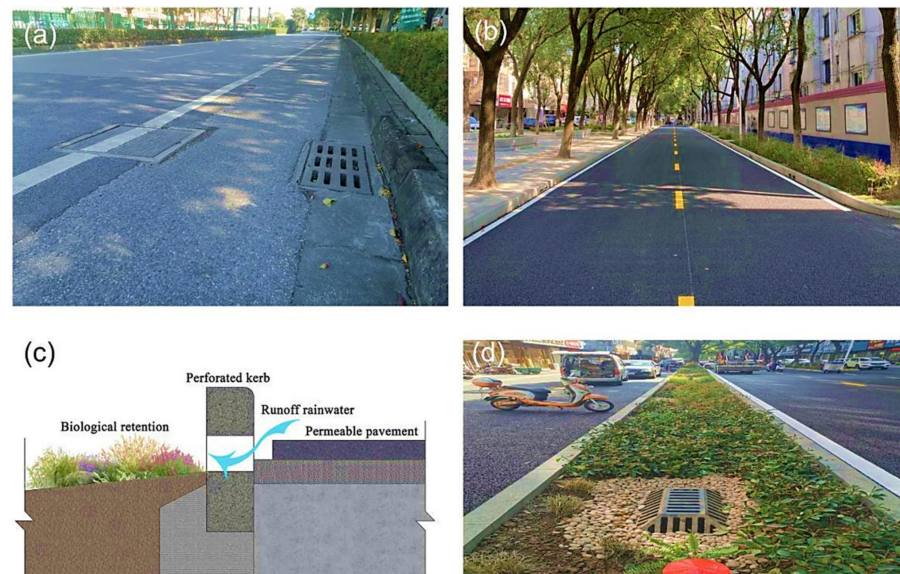 (a)
(b)
(c)
Perforated kerb
Runoff rainwater
Biological retention
Permeable pavement
(d)